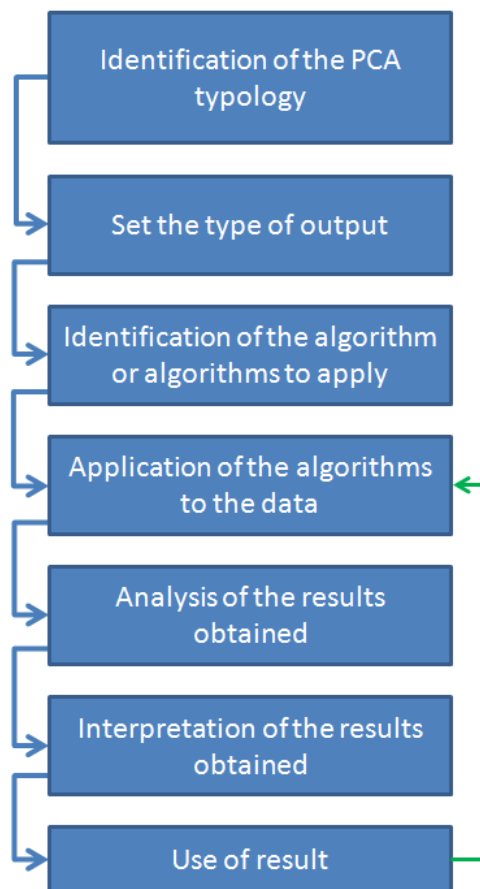 Identification of the PCA
typology
Set the type of output
Identification of the algorithm
or algorithms to apply
Application of the algorithms
to the data
Analysis of the results
obtained
Interpretation of the results
obtained
Use of result